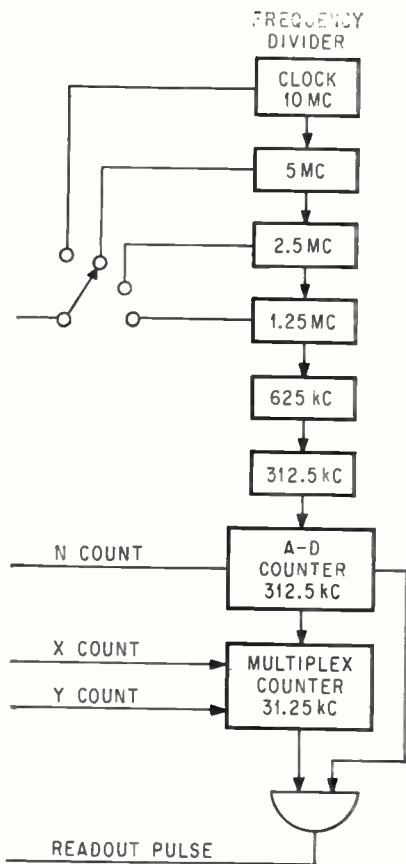 FREQUENCY
DIVIDER
CLOCK
10 MC
5 MC
2.5 MC
1.25 MC
625 kC
312.5 kC
N COUNT
A-D
COUNTER
312.5 kC
X COUNT
Y COUNT
MULTIPLEX
COUNTER
31.25 kC
READOUT PULSE